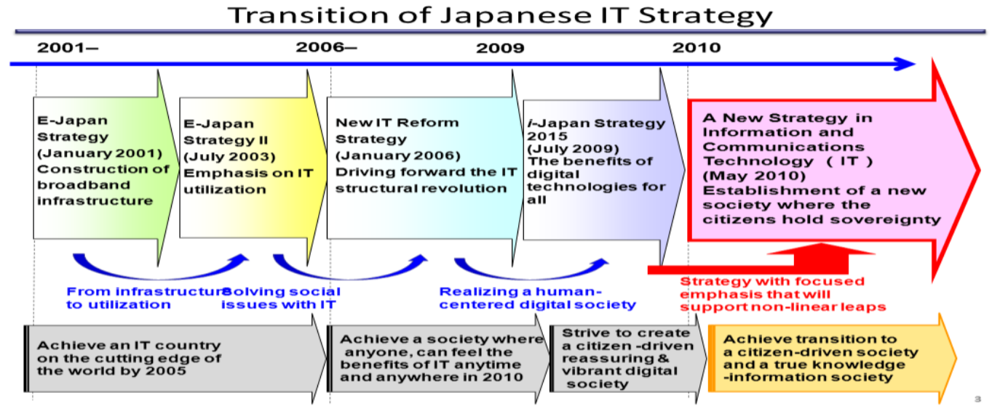 Transition of Japanese IT Strategy
2001– 2006– 2009 2010
E-Japan
Strategy
(January 2001)
Construction of
broadband
infrastructure
E-Japan
Strategy II
(July 2003)
Emphasis on IT
utilization
New IT Reform
Strategy
(January 2006)
Driving forward the IT
structural revolution
i-Japan Strategy
2015
(July 2009)
The benefits of
digital
technologies for
all
A New Strategy in
Information and
Communications
Technology ( IT )
(May 2010)
Establishment of a new
society where the
citizens hold sovereignty
From infrastructure
to utilization
Solving social
issues with IT
Realizing a human-
centered digital society
Strategy with focused
emphasis that will
support non-linear leaps
Achieve an IT country
on the cutting edge of
the world by 2005
Achieve a society where
anyone, can feel the
benefits of IT anytime
and anywhere in 2010
Strive to create
a citizen -driven
reassuring &
vibrant digital
society
Achieve transition to
a citizen-driven society
and a true knowledge
-information society
3